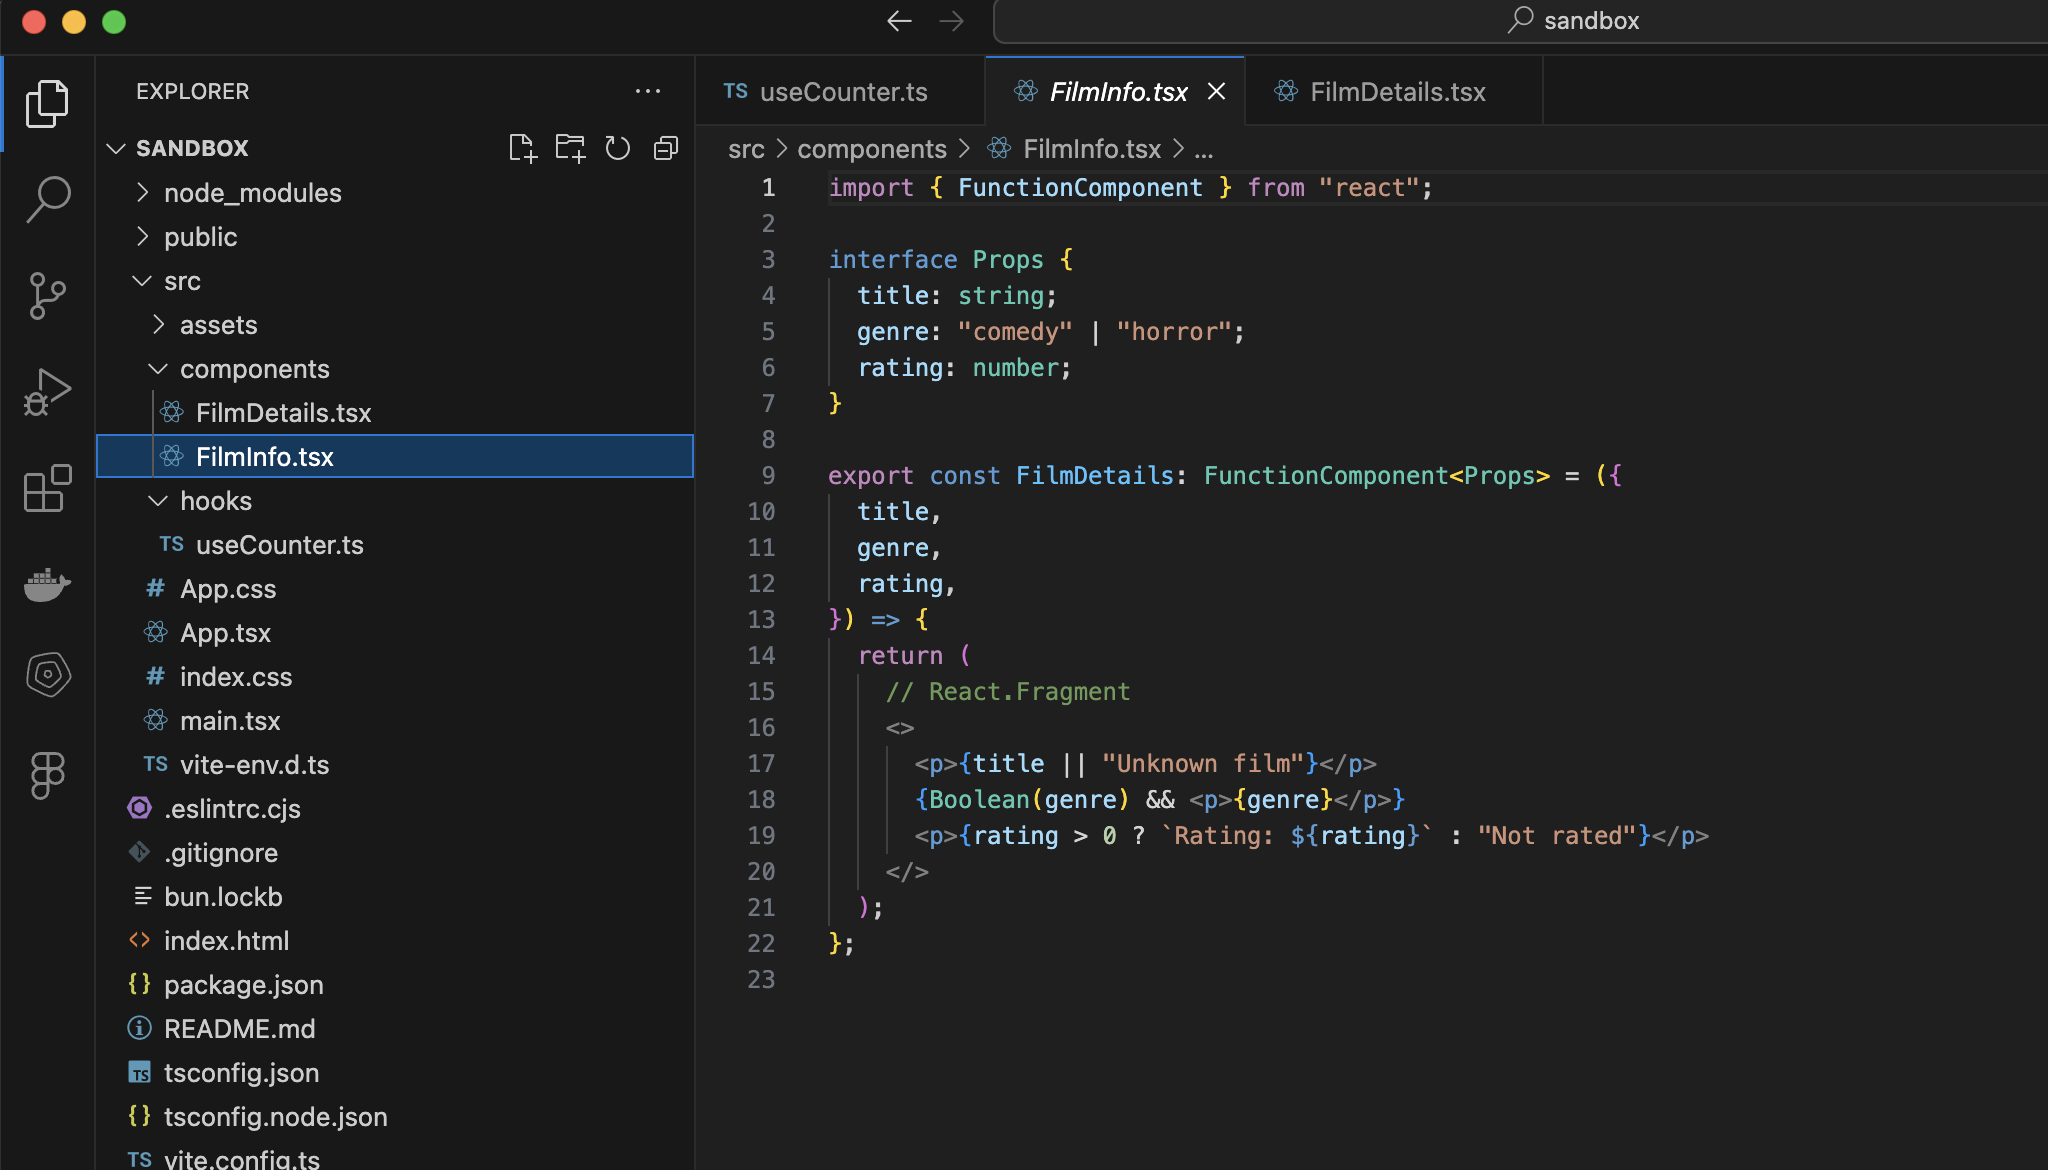 sandbox
EXPLORER
SANDBOX
node_modules
public
src
assets
components
FilmDetails.tsx
FilmInfo.tsx
hooks
TS useCounter.ts
# App.css
App.tsx
# index.css
main.tsx
TS vite-env.d.ts
.eslintrc.cjs
.gitignore
bun.lockb
<> index.html
{} package.json
README.md
TS tsconfig.json
{} tsconfig.node.json
TS vite.config.ts
TS useCounter.ts
FilmInfo.tsx
FilmDetails.tsx
src > components > FilmInfo.tsx > ...
1 import { FunctionComponent } from "react";
2
3 interface Props {
4   title: string;
5   genre: "comedy" | "horror";
6   rating: number;
7 }
8
9 export const FilmDetails: FunctionComponent<Props> = ({
10   title,
11   genre,
12   rating,
13 }) => {
14   return (
15     // React.Fragment
16     <>
17       <p>{title || "Unknown film"}</p>
18       {Boolean(genre) && <p>{genre}</p>}
19       <p>{rating > 0 ? `Rating: ${rating}` : "Not rated"}</p>
20     </>
21   );
22 };
23